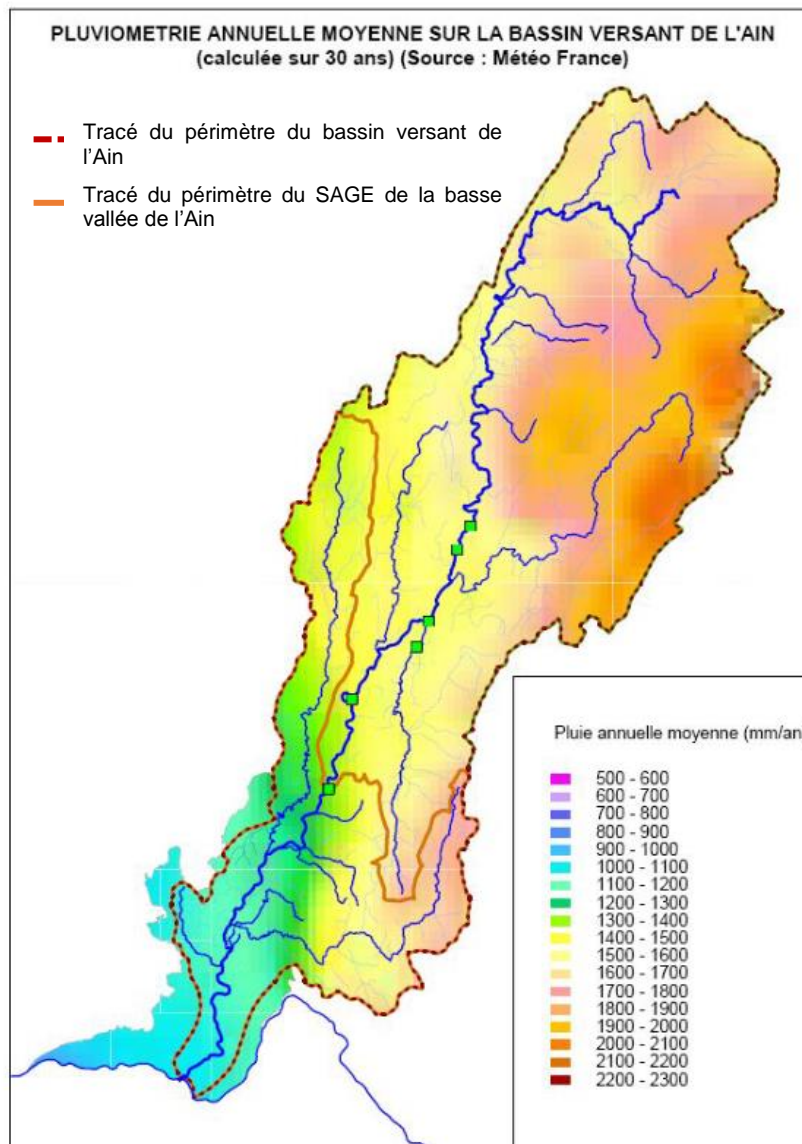 PLUVIOMETRIE ANNUELLE MOYENNE SUR LA BASSIN VERSANT DE L'AIN
(calculée sur 30 ans) (Source : Météo France)
Tracé du périmètre du bassin versant de
l'Ain
Tracé du périmètre du SAGE de la basse
vallée de l'Ain
Pluie annuelle moyenne (mm/an
500 - 600
600 - 700
700 - 800
800 - 900
900 - 1000
1000 - 1100
1100 - 1200
1200 - 1300
1300 - 1400
1400 - 1500
1500 - 1600
1600 - 1700
1700 - 1800
1800 - 1900
1900 - 2000
2000 - 2100
2100 - 2200
2200 - 2300